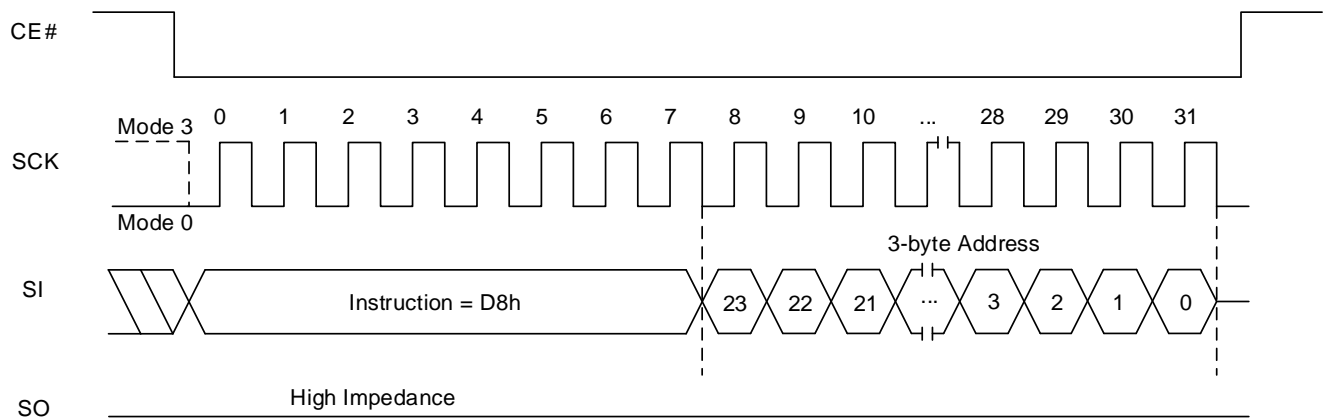 CE#
0 1 2 3 4 5 6 7 8 9 10 ... 28 29 30 31
Mode 3
SCK
Mode 0
3-byte Address
SI
Instruction = D8h 23 22 21 ... 3 2 1 0
High Impedance
SO